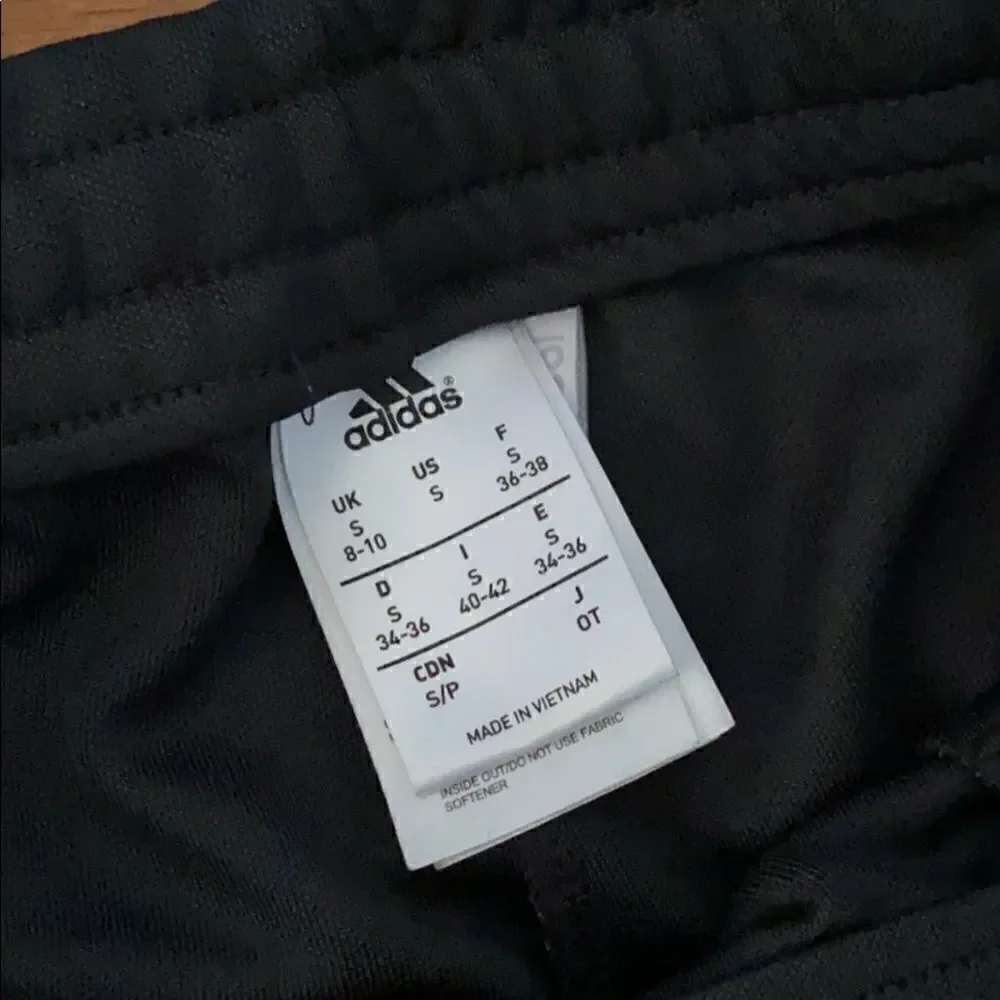 adidas®
UK US F
S S S
8-10 36-38
D I E
S S S
34-36 40-42 34-36
CDN J
S/P OT
MADE IN VIETNAM
INSIDE OUT/DO NOT USE FABRIC
SOFTENER